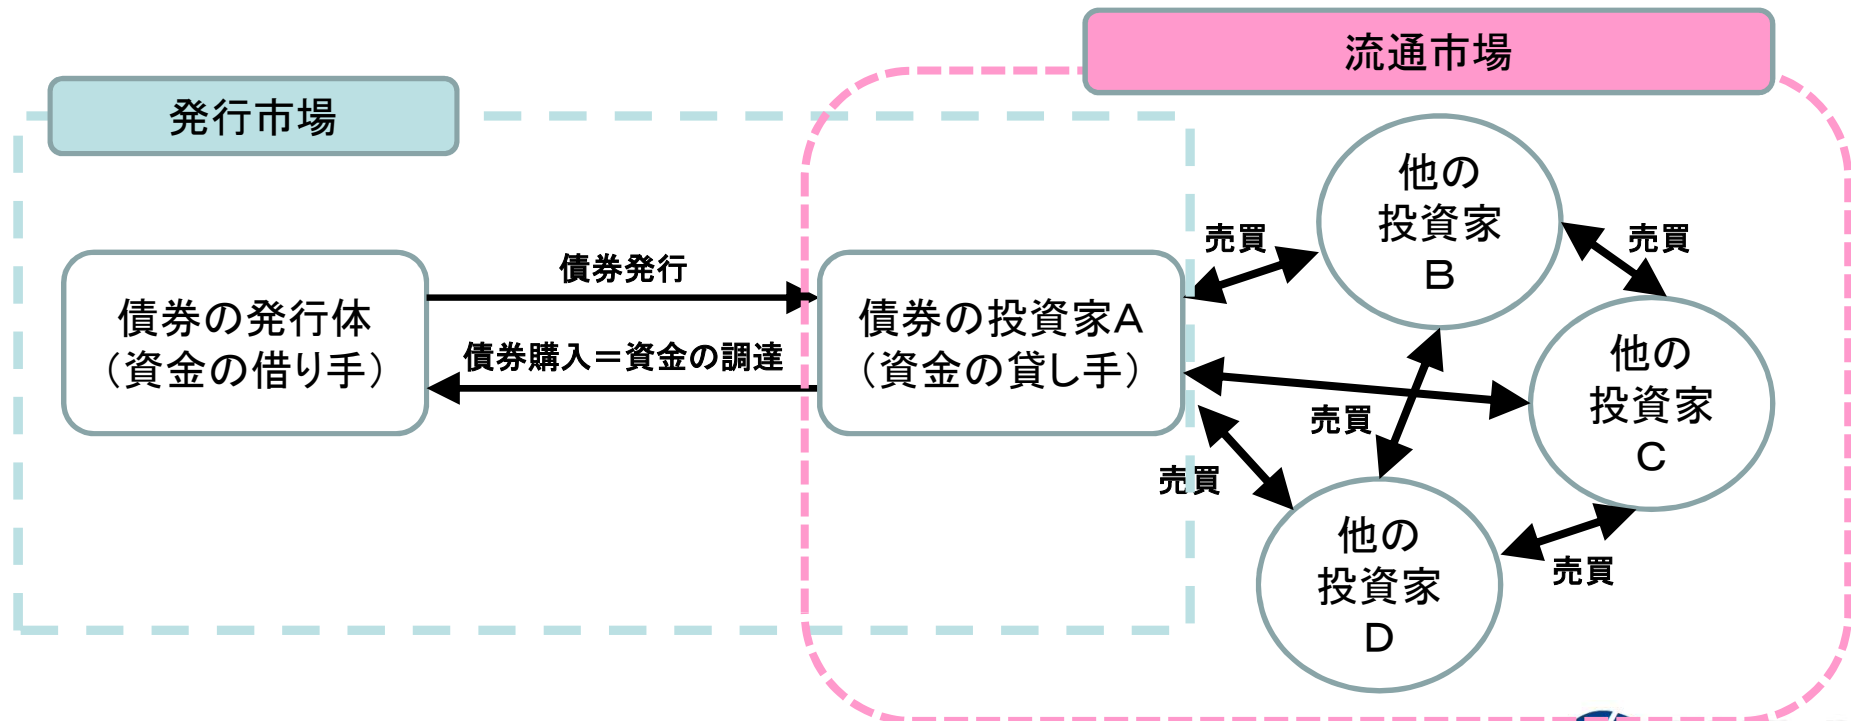 流通市場
発行市場
債券の発行体
（資金の借り手）
債券発行
債券購入＝資金の調達
債券の投資家Ａ
（資金の貸し手）
売買
他の
投資家
Ｂ
売買
他の
投資家
Ｃ
売買
売買
他の
投資家
Ｄ
売買